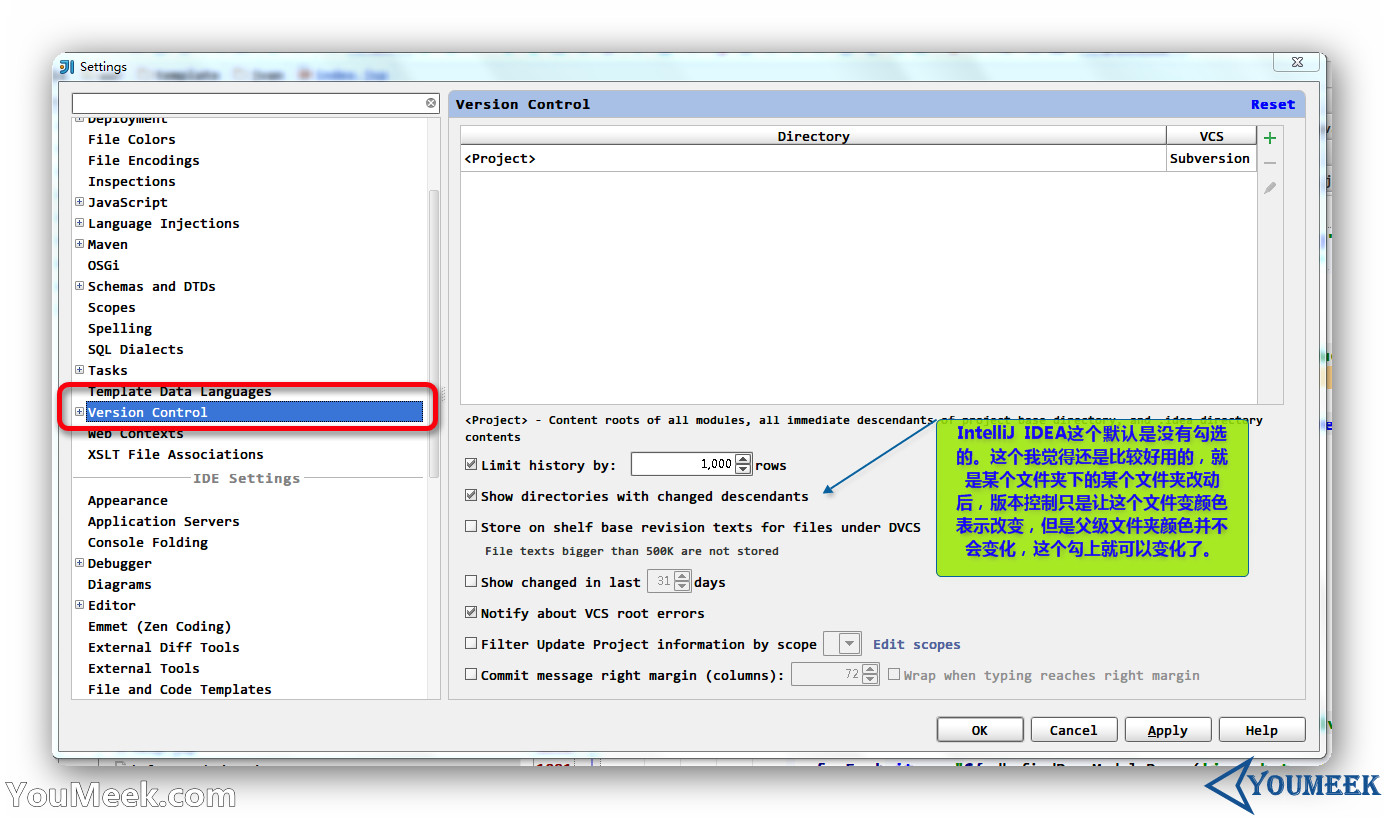 Settings
Version Control
Reset
Deployment
File Colors
File Encodings
Inspections
JavaScript
Language Injections
Maven
OSGi
Schemas and DTDs
Scopes
Spelling
SQL Dialects
Tasks
Template Data Languages
Version Control
Web Contexts
XSLT File Associations
IDE Settings
Appearance
Application Servers
Console Folding
Debugger
Diagrams
Editor
Emmet (Zen Coding)
External Diff Tools
External Tools
File and Code Templates
Directory VCS
<Project> Subversion
<Project> - Content roots of all modules, all immediate descendants of project base directory, and .idea directory
contents
Limit history by: 1,000 rows
Show directories with changed descendants
Store on shelf base revision texts for files under DVCS
File texts bigger than 500K are not stored
Show changed in last 31 days
Notify about VCS root errors
Filter Update Project information by scope Edit scopes
Commit message right margin (columns): 72 Wrap when typing reaches right margin
IntelliJ IDEA这个默认是没有勾选
的。这个我觉得还是比较好用的，就
是某个文件夹下的某个文件夹改动
后，版本控制只是让这个文件变颜色
表示改变，但是父级文件夹颜色并不
会变化，这个勾上就可以变化了。
OK Cancel Apply Help
YouMeek.com
YOUMEEK